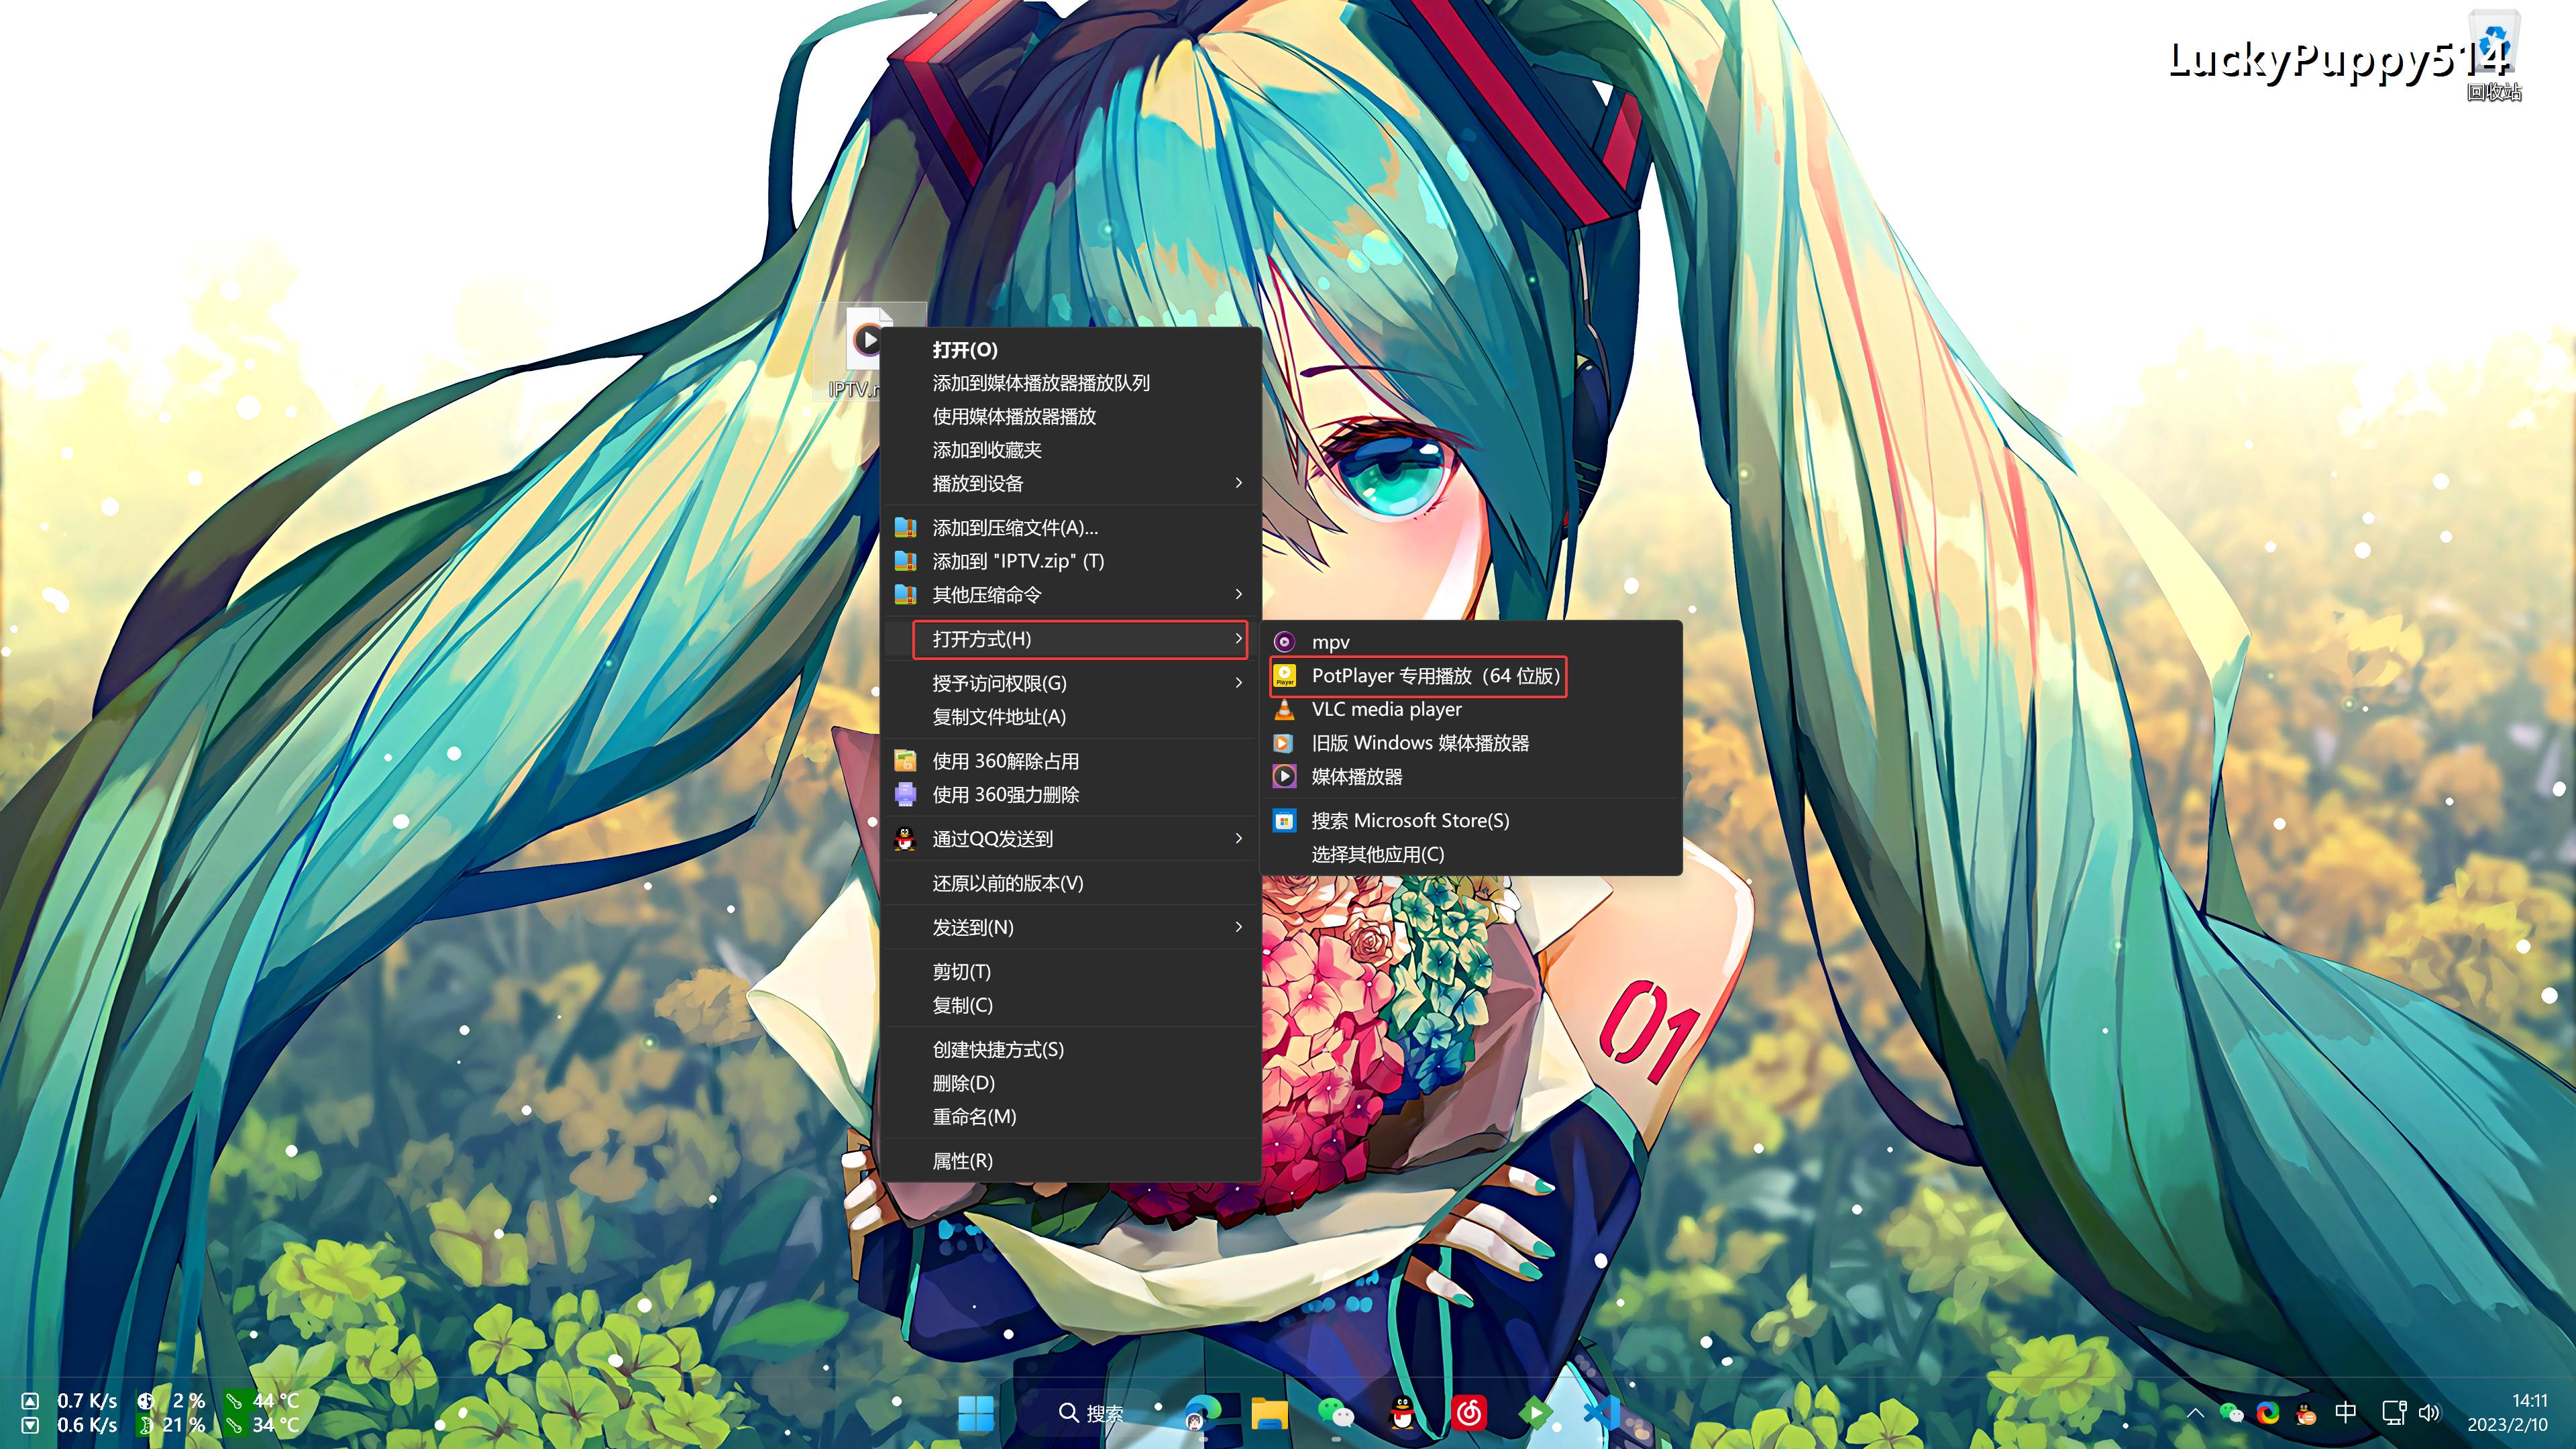 LuckyPuppy514
回收站
打开(O)
添加到媒体播放器播放队列
使用媒体播放器播放
添加到收藏夹
播放到设备
添加到压缩文件(A)...
添加到 "IPTV.zip" (T)
其他压缩命令
打开方式(H)
授予访问权限(G)
复制文件地址(A)
使用 360解除占用
使用 360强力删除
通过QQ发送到
还原以前的版本(V)
发送到(N)
剪切(T)
复制(C)
创建快捷方式(S)
删除(D)
重命名(M)
属性(R)
mpv
PotPlayer 专用播放（64 位版）
Player
VLC media player
旧版 Windows 媒体播放器
媒体播放器
搜索 Microsoft Store(S)
选择其他应用(C)
01
0.7 K/s 2 % 44 °C
0.6 K/s 21 % 34 °C
搜索
中
14:11
2023/2/10